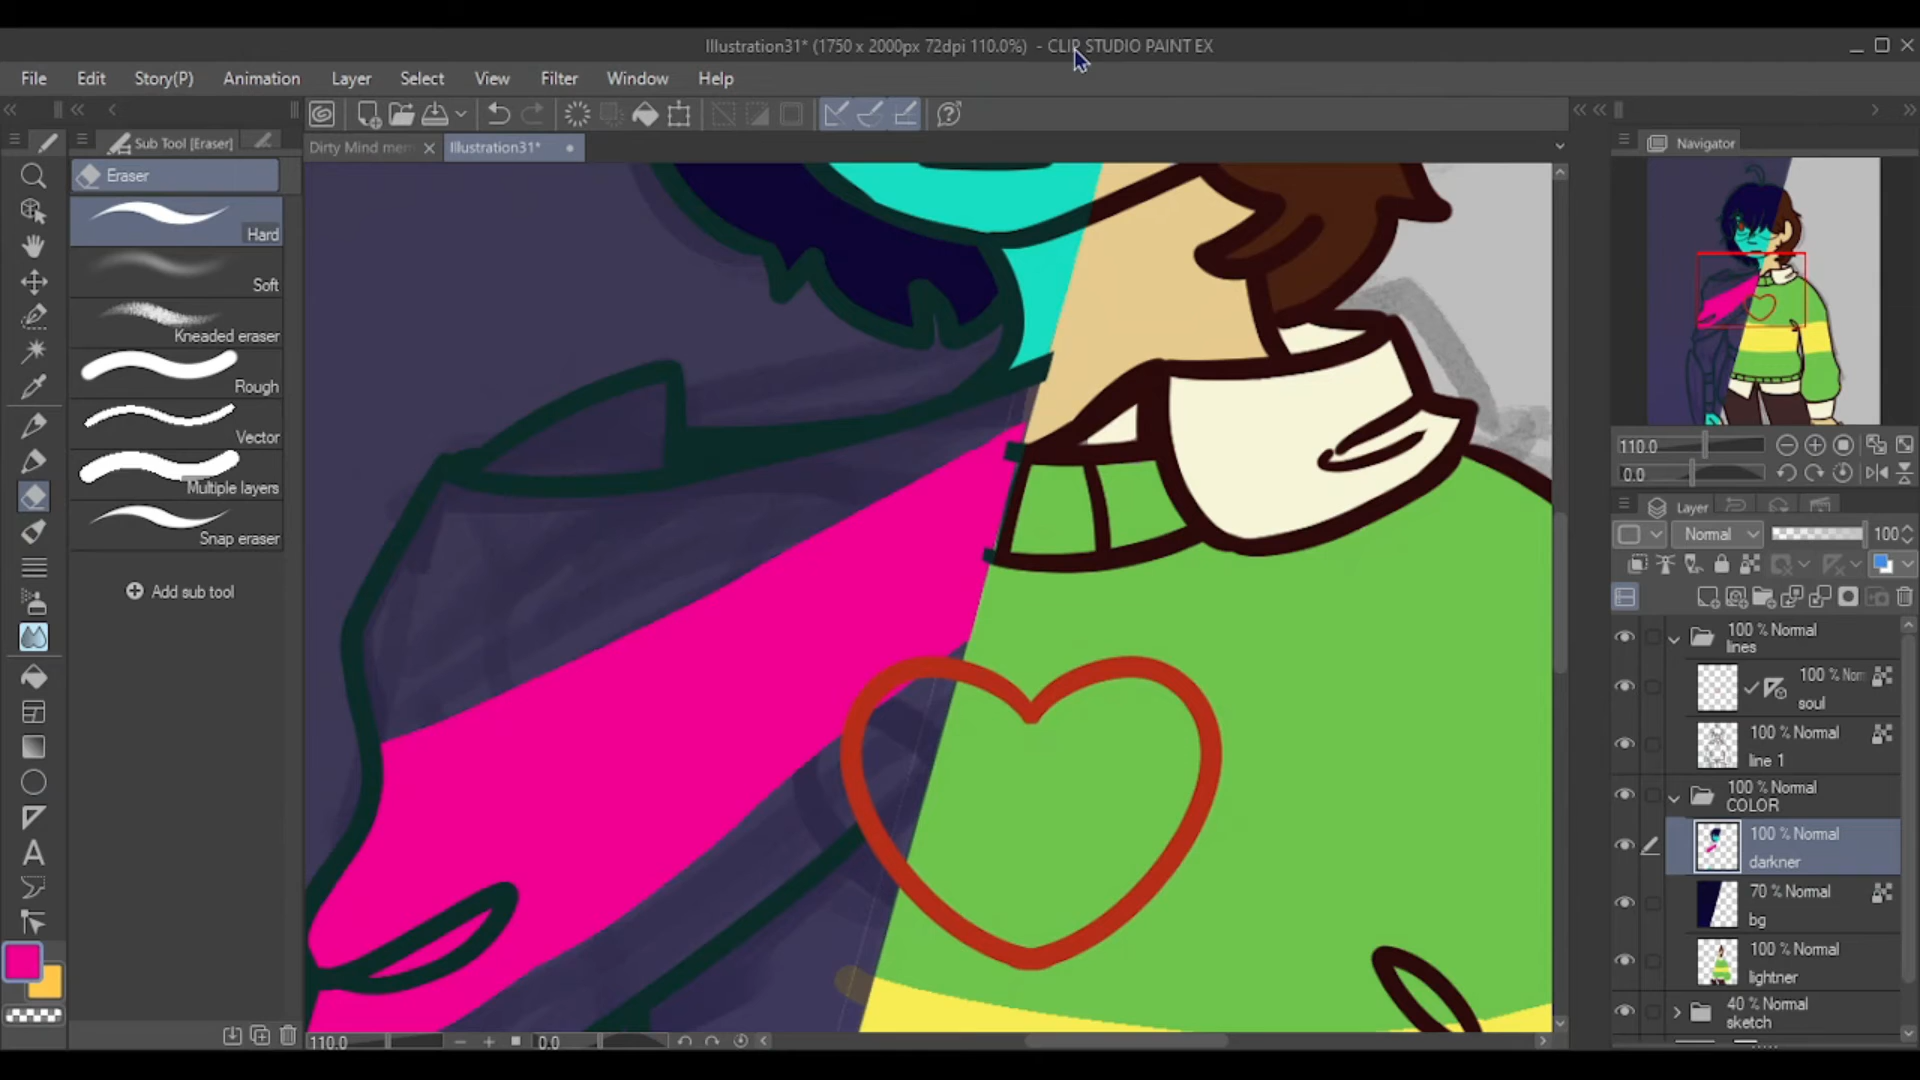 Illustration31* (1750 x 2000px 72dpi 110.0%) - CLIP STUDIO PAINT EX
File Edit Story(P) Animation Layer Select View Filter Window Help
Sub Tool [Eraser]
Dirty Mind mem
Illustration31*
Navigator
Eraser
Hard
Soft
Kneaded eraser
Rough
Vector
Multiple layers
Snap eraser
Add sub tool
110.0
0.0
Layer
Normal 100
100 % Normal
lines
100 % Nor
soul
100 % Normal
line 1
100 % Normal
COLOR
100 % Normal
darkner
70 % Normal
bg
100 % Normal
lightner
40 % Normal
sketch
110.0 0.0